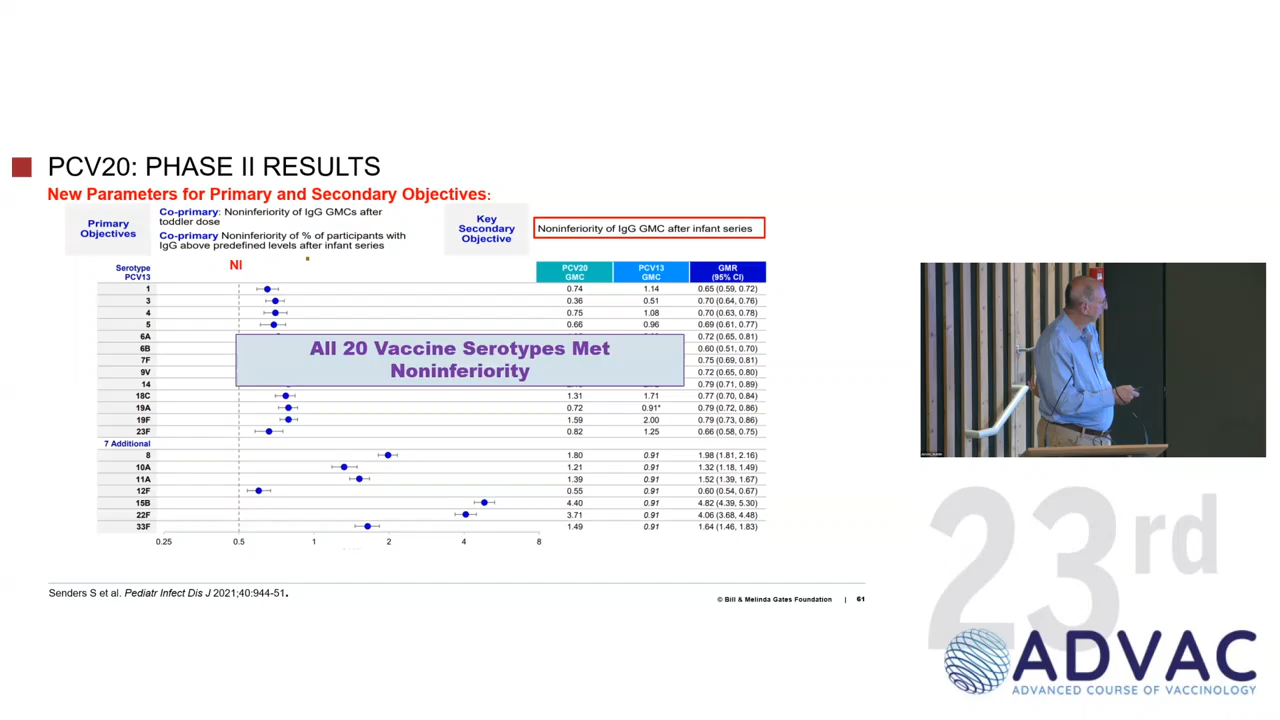 PCV20: PHASE II RESULTS
New Parameters for Primary and Secondary Objectives:
Primary
Objectives
Co-primary: Noninferiority of IgG GMCs after
toddler dose
Co-primary Noninferiority of % of participants with
IgG above predefined levels after infant series
Key
Secondary
Objective
Noninferiority of IgG GMC after infant series
Serotype
PCV13
NI
PCV20
GMC
PCV13
GMC
GMR
(95% CI)
1 0.74 1.14 0.65 (0.59, 0.72)
3 0.36 0.51 0.70 (0.64, 0.76)
4 0.75 1.08 0.70 (0.63, 0.78)
5 0.66 0.96 0.69 (0.61, 0.77)
6A 0.72 (0.65, 0.81)
6B 0.60 (0.51, 0.70)
7F 0.75 (0.69, 0.81)
9V 0.72 (0.65, 0.80)
14 0.79 (0.71, 0.89)
All 20 Vaccine Serotypes Met
Noninferiority
18C 1.31 1.71 0.77 (0.70, 0.84)
19A 0.72 0.91* 0.79 (0.72, 0.86)
19F 1.59 2.00 0.79 (0.73, 0.86)
23F 0.82 1.25 0.66 (0.58, 0.75)
7 Additional
8 1.80 0.91 1.98 (1.81, 2.16)
10A 1.21 0.91 1.32 (1.18, 1.49)
11A 1.39 0.91 1.52 (1.39, 1.67)
12F 0.55 0.91 0.60 (0.54, 0.67)
15B 4.40 0.91 4.82 (4.39, 5.30)
22F 3.71 0.91 4.06 (3.68, 4.48)
33F 1.49 0.91 1.64 (1.46, 1.83)
0.25 0.5 1 2 4 8
Senders S et al. Pediatr Infect Dis J 2021;40:944-51.
© Bill & Melinda Gates Foundation | 61
23rd
ADVAC
ADVANCED COURSE OF VACCINOLOGY